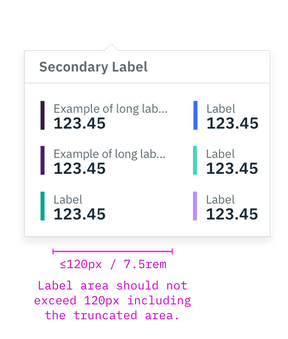 Secondary Label
Example of long lab... Label
123.45 123.45
Example of long lab... Label
123.45 123.45
Label Label
123.45 123.45
≤120px / 7.5rem
Label area should not
exceed 120px including
the truncated area.